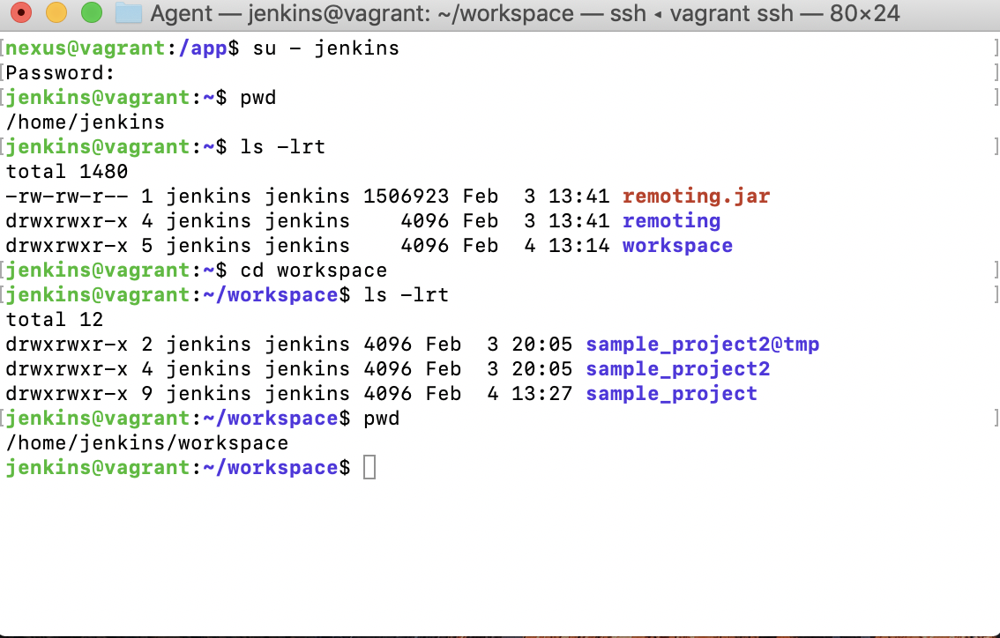 Agent — jenkins@vagrant: ~/workspace — ssh ◂ vagrant ssh — 80×24
[nexus@vagrant:/app$ su - jenkins ]
[Password: ]
[jenkins@vagrant:~$ pwd ]
/home/jenkins
[jenkins@vagrant:~$ ls -lrt ]
total 1480
-rw-rw-r-- 1 jenkins jenkins 1506923 Feb  3 13:41 remoting.jar
drwxrwxr-x 4 jenkins jenkins    4096 Feb  3 13:41 remoting
drwxrwxr-x 5 jenkins jenkins    4096 Feb  4 13:14 workspace
[jenkins@vagrant:~$ cd workspace ]
[jenkins@vagrant:~/workspace$ ls -lrt ]
total 12
drwxrwxr-x 2 jenkins jenkins 4096 Feb  3 20:05 sample_project2@tmp
drwxrwxr-x 4 jenkins jenkins 4096 Feb  3 20:05 sample_project2
drwxrwxr-x 9 jenkins jenkins 4096 Feb  4 13:27 sample_project
[jenkins@vagrant:~/workspace$ pwd ]
/home/jenkins/workspace
jenkins@vagrant:~/workspace$